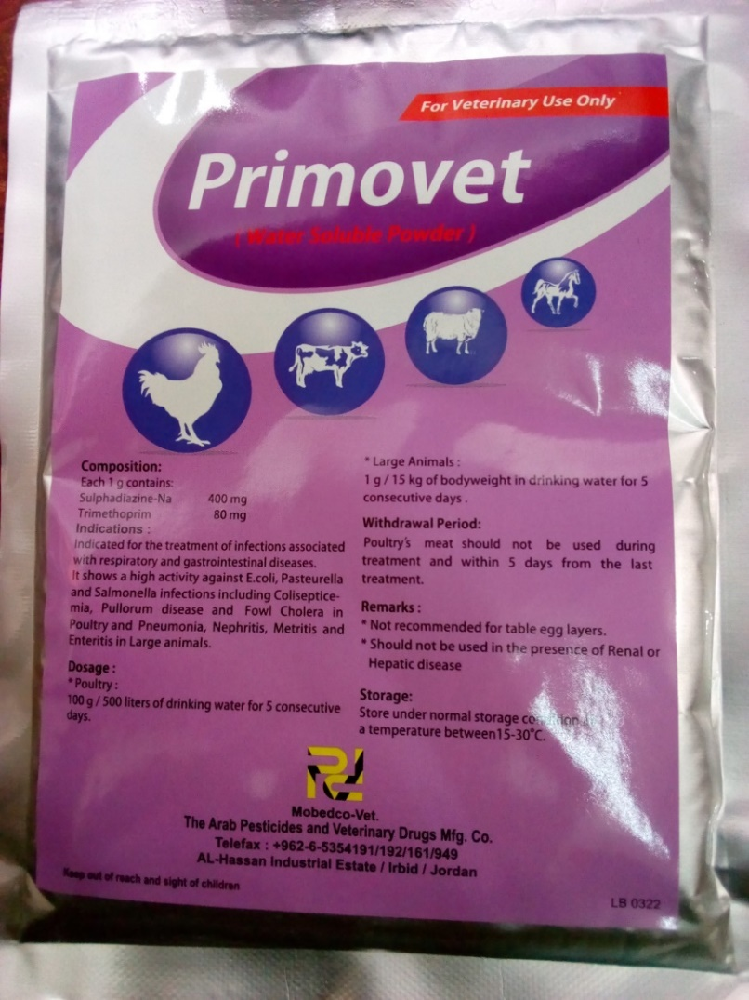 For Veterinary Use Only
Primovet
( Water Soluble Powder )
Composition:
Each 1 g contains:
Sulphadiazine-Na 400 mg
Trimethoprim 80 mg
Indications :
Indicated for the treatment of infections associated
with respiratory and gastrointestinal diseases.
It shows a high activity against E.coli, Pasteurella
and Salmonella infections including Coliseptice-
mia, Pullorum disease and Fowl Cholera in
Poultry and Pneumonia, Nephritis, Metritis and
Enteritis in Large animals.
Dosage :
* Poultry :
100 g / 500 liters of drinking water for 5 consecutive
days.
* Large Animals :
1 g / 15 kg of bodyweight in drinking water for 5
consecutive days .
Withdrawal Period:
Poultry's meat should not be used during
treatment and within 5 days from the last
treatment.
Remarks :
* Not recommended for table egg layers.
* Should not be used in the presence of Renal or
Hepatic disease
Storage:
Store under normal storage condition
a temperature between15-30°C.
Mobedco-Vet.
The Arab Pesticides and Veterinary Drugs Mfg. Co.
Telefax : +962-6-5354191/192/161/949
AL-Hassan Industrial Estate / Irbid / Jordan
Keep out of reach and sight of children
LB 0322